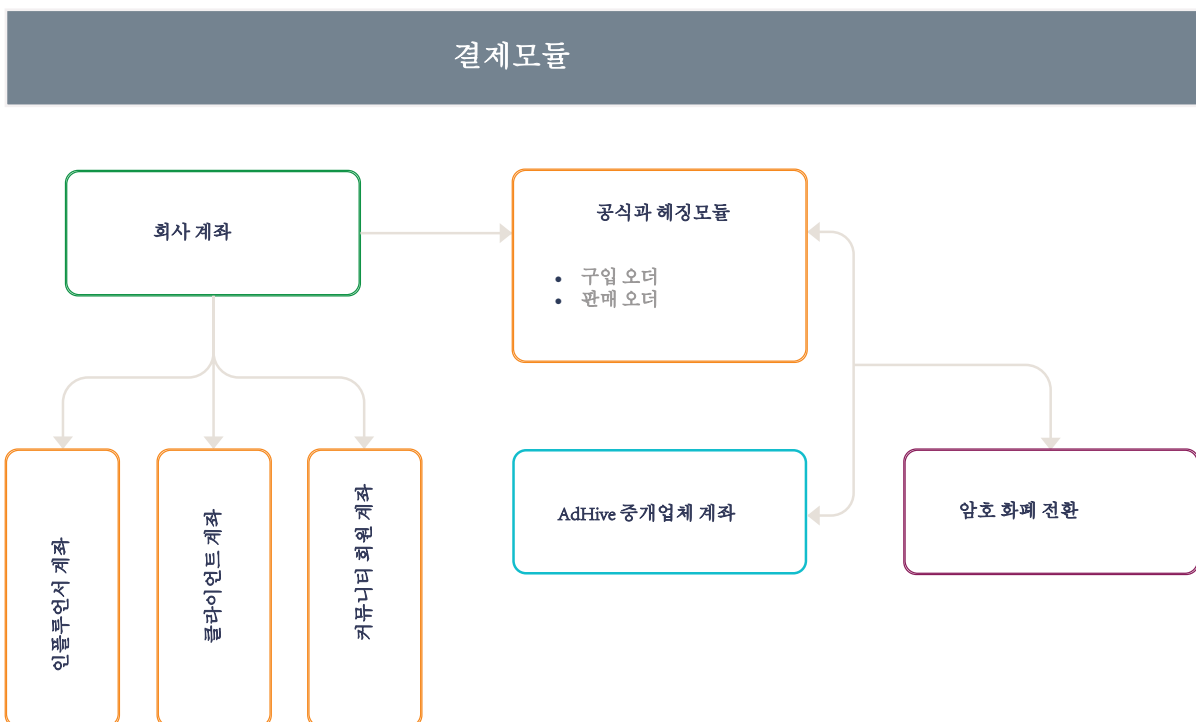 결제모듈
회사 계좌
공식과 헤징모듈
• 구입 오더
• 판매 오더
인플루언서 계좌
클라이언트 계좌
커뮤니티 회원 계좌
AdHive 중개업체 계좌
암호 화폐 전환